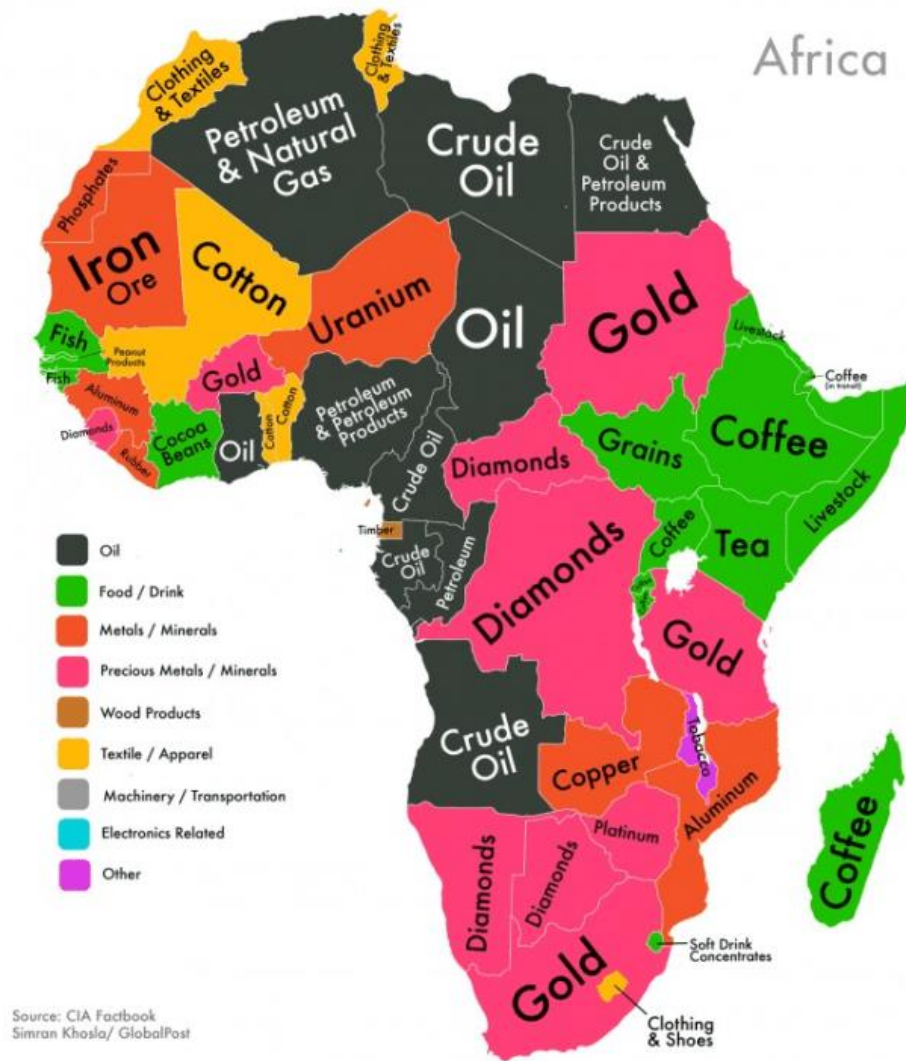 Africa
Clothing
& Textiles
Clothing
& Textiles
Petroleum
& Natural
Gas
Crude
Oil
Crude
Oil &
Petroleum
Products
Phosphates
Iron
Ore
Cotton
Uranium
Oil
Gold
Livestock
Coffee
(in transit)
Fish
Peanut
Products
Fish
Aluminum
Diamonds
Rubber
Cocoa
Beans
Gold
Oil
Cotton
Cotton
Petroleum
& Petroleum
Products
Crude Oil
Diamonds
Grains
Coffee
Livestock
Timber
Crude
Oil
Petroleum
Diamonds
Coffee
Tea
Gold
Crude
Oil
Copper
Tobacco
Aluminum
Diamonds
Diamonds
Platinum
Coffee
Gold
Soft Drink
Concentrates
Clothing
& Shoes
Oil
Food / Drink
Metals / Minerals
Precious Metals / Minerals
Wood Products
Textile / Apparel
Machinery / Transportation
Electronics Related
Other
Source: CIA Factbook
Simran Khosla/ GlobalPost